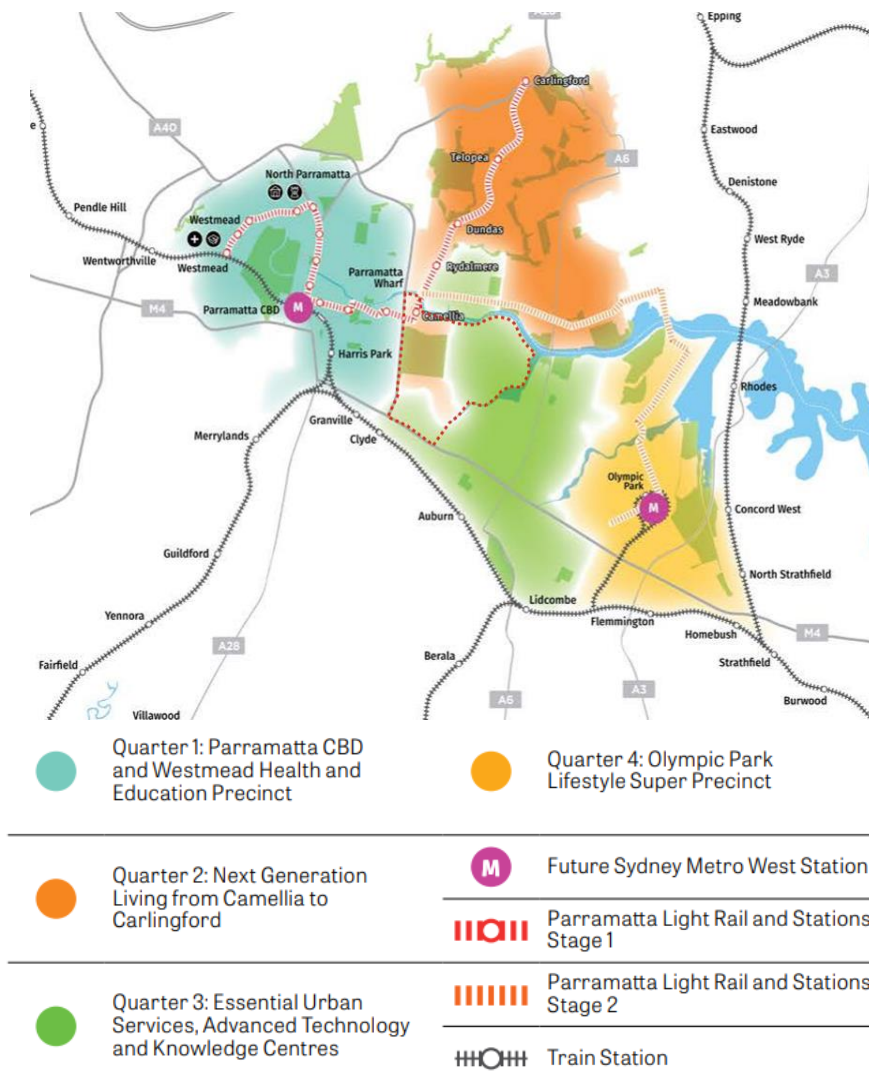 Epping
Carlingford
Eastwood
A40
Telopea
A6
North Parramatta
Denistone
Pendle Hill
Westmead
Dundas
West Ryde
Wentworthville
Westmead
Rydalmere
A3
Parramatta
Wharf
M4
Parramatta CBD
M
Camellia
Meadowbank
Harris Park
Rhodes
Granville
Clyde
Merrylands
Olympic
Park
M
Auburn
Concord West
Guildford
North Strathfield
Lidcombe
Yennora
Flemmington
Homebush
M4
A28
Berala
Strathfield
Fairfield
A6
A3
Burwood
Villawood
Quarter 1: Parramatta CBD
and Westmead Health and
Education Precinct
Quarter 4: Olympic Park
Lifestyle Super Precinct
Quarter 2: Next Generation
Living from Camellia to
Carlingford
M
Future Sydney Metro West Station
Parramatta Light Rail and Stations
Stage 1
Parramatta Light Rail and Stations
Stage 2
Quarter 3: Essential Urban
Services, Advanced Technology
and Knowledge Centres
Train Station